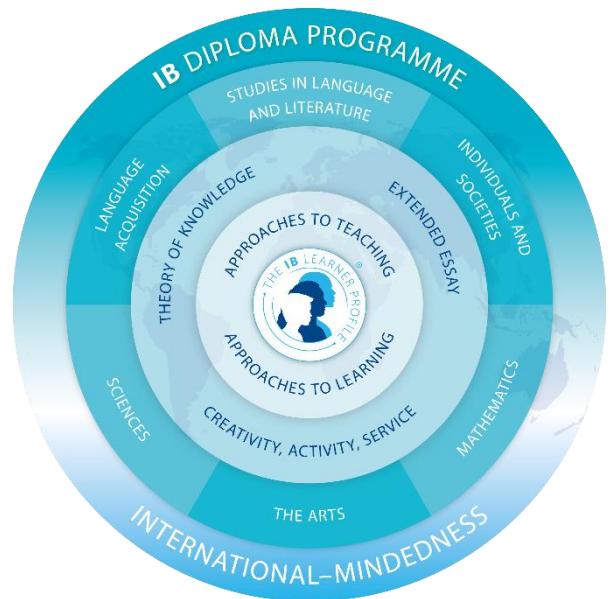 IB DIPLOMA PROGRAMME
STUDIES IN LANGUAGE
AND LITERATURE
LANGUAGE
ACQUISITION
INDIVIDUALS AND
SOCIETIES
THEORY OF KNOWLEDGE
EXTENDED ESSAY
APPROACHES TO TEACHING
THE IB LEARNER PROFILE®
APPROACHES TO LEARNING
CREATIVITY, ACTIVITY, SERVICE
SCIENCES
MATHEMATICS
THE ARTS
INTERNATIONAL–MINDEDNESS